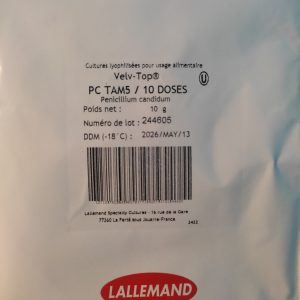 Cultures lyophilisées pour usage alimentaire
Velv-Top®
U
PC TAM5 / 10 DOSES
Penicillium candidum
Poids net : 10 g
Numéro de lot : 244605
DDM (-18°C) : 2026/MAY/13
Lallemand Specialty Cultures - 16 rue de la Gare
77260 La Ferté sous Jouarre-France
LALLEMAND